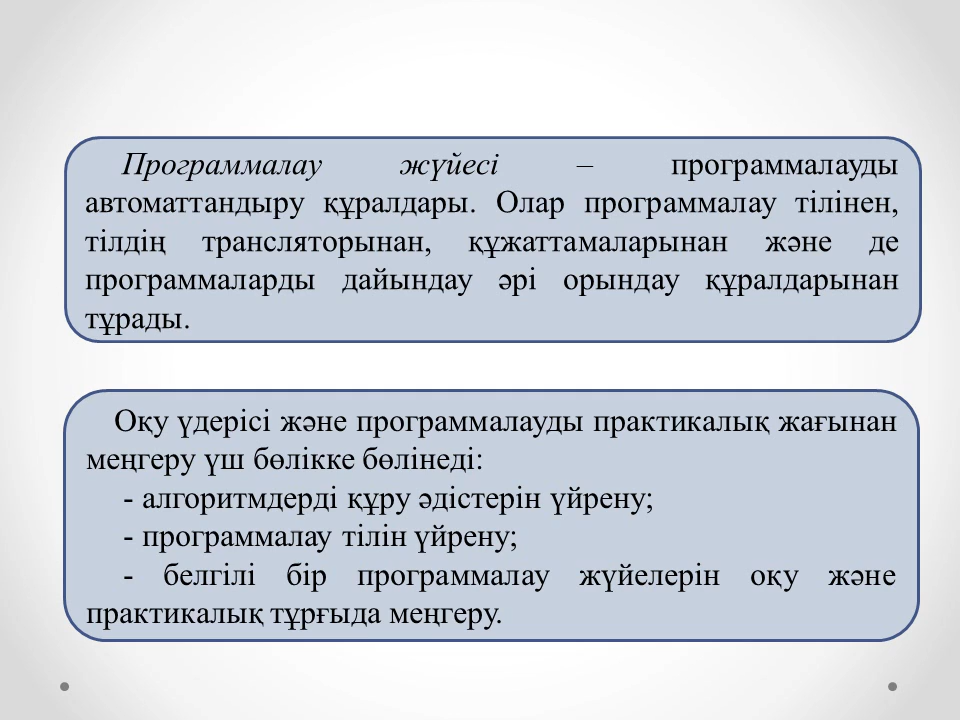 Программалау жүйесі – программалауды
автоматтандыру құралдары. Олар программалау тілінен,
тілдің трансляторынан, құжаттамаларынан және де
программаларды дайындау әрі орындау құралдарынан
тұрады.
Оқу үдерісі және программалауды практикалық жағынан
меңгеру үш бөлікке бөлінеді:
- алгоритмдерді құру әдістерін үйрену;
- программалау тілін үйрену;
- белгілі бір программалау жүйелерін оқу және
практикалық тұрғыда меңгеру.